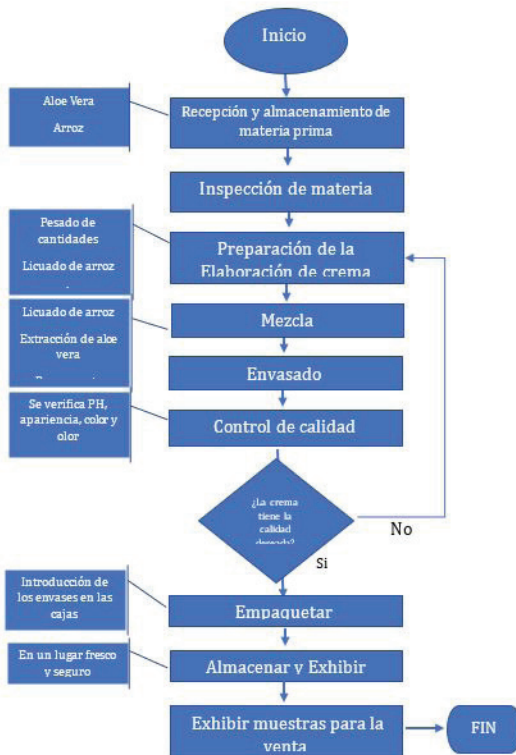 Inicio
Aloe Vera
Arroz
Recepción y almacenamiento de
materia prima
Inspección de materia
Pesado de
cantidades
Licuado de arroz
Preparación de la
Elaboración de crema
Licuado de arroz
Extracción de aloe
vera
Mezcla
Envasado
Se verifica PH,
apariencia, color y
olor
Control de calidad
¿La crema
tiene la
calidad
deseada?
No
Si
Introducción de
los envases en las
cajas
Empaquetar
En un lugar fresco
y seguro
Almacenar y Exhibir
Exhibir muestras para la
venta
FIN